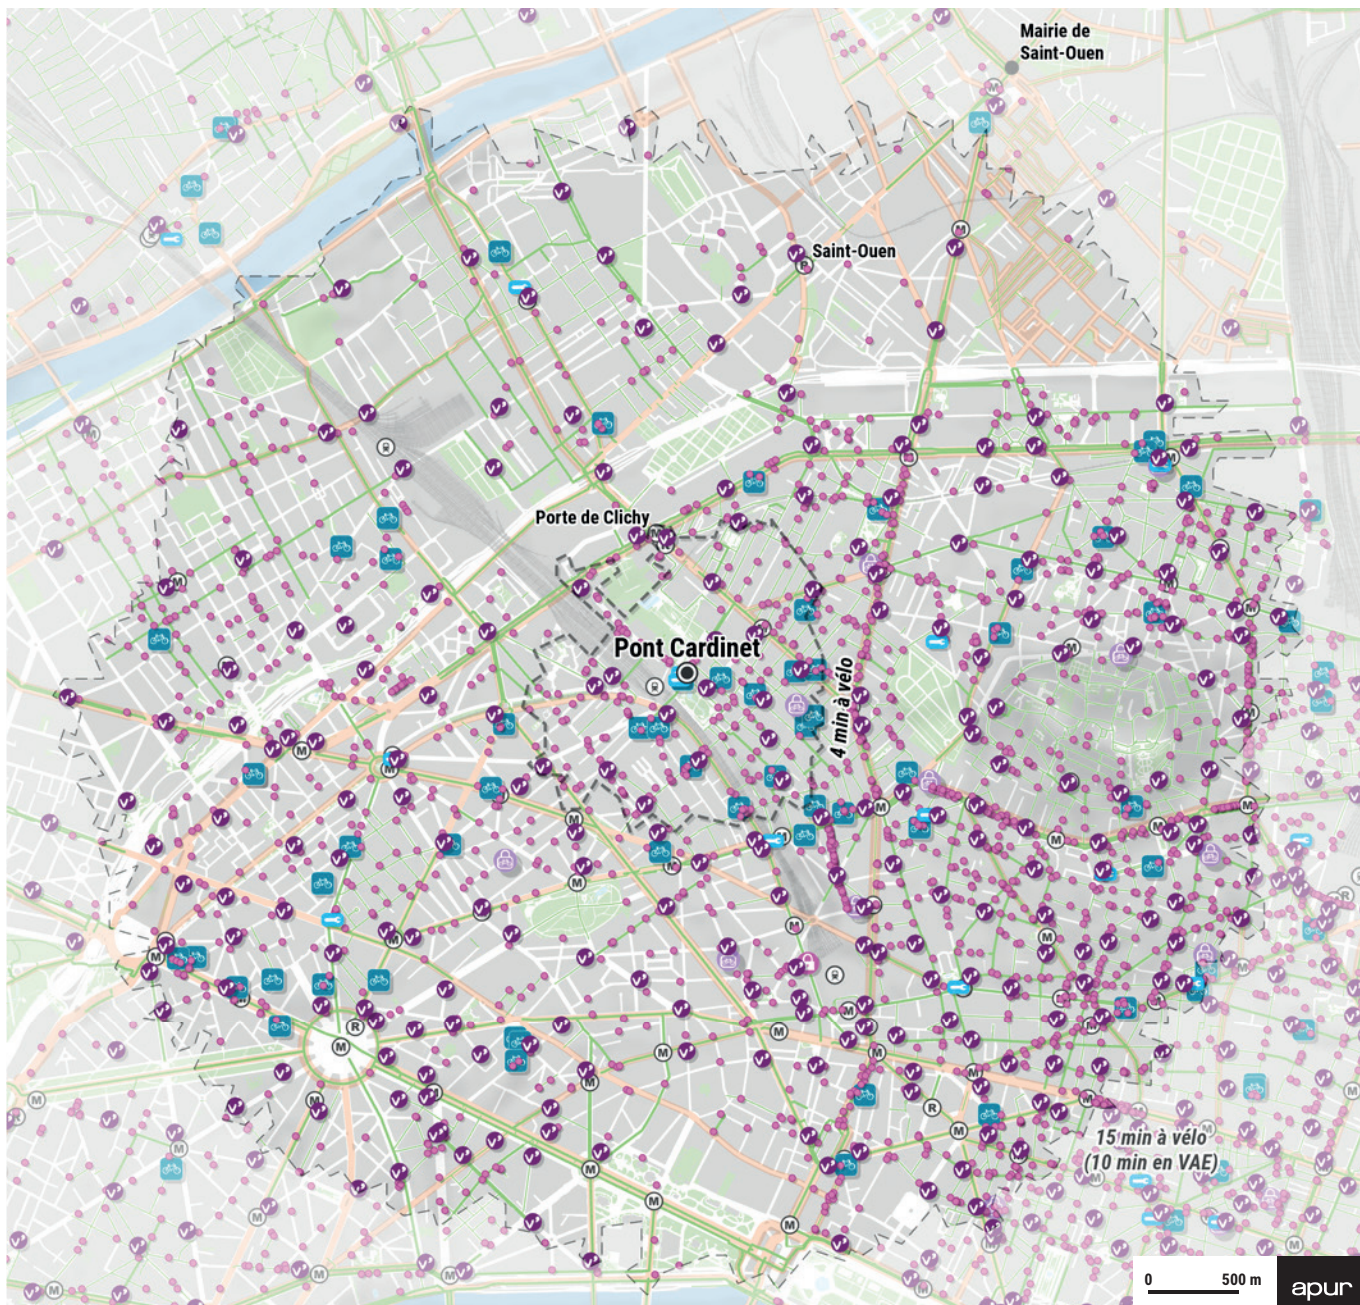 Mairie de
Saint-Ouen
Saint-Ouen
Porte de Clichy
Pont Cardinet
4 min à vélo
15 min à vélo
(10 min en VAE)
0 500 m
apur